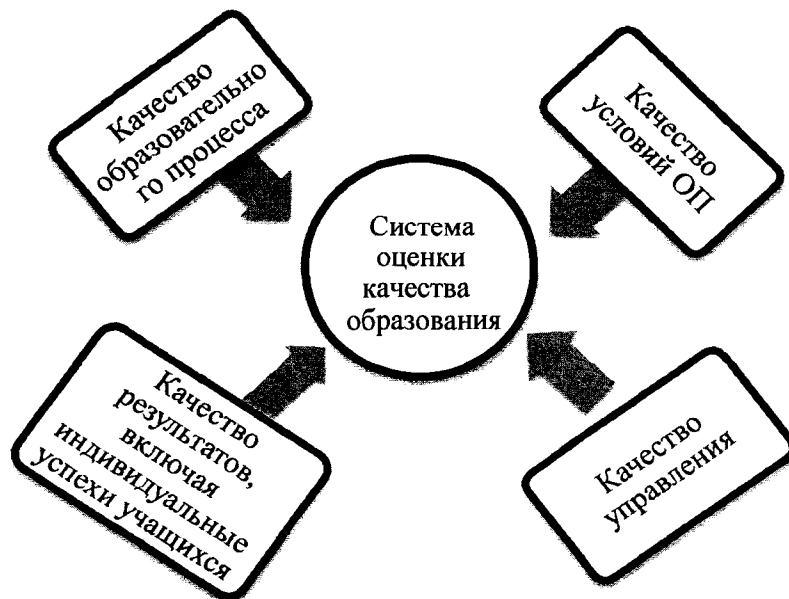 Качество
образовательно
го процесса
Качество
условий ОП
Система
оценки
качества
образования
Качество
результатов,
включая
индивидуальные
успехи учащихся
Качество
управления